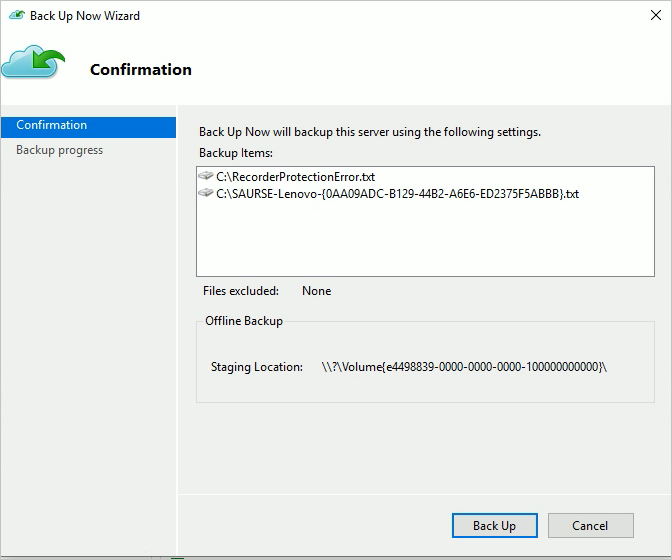 Back Up Now Wizard
Confirmation
Confirmation
Backup progress
Back Up Now will backup this server using the following settings.
Backup Items:
C:\RecorderProtectionError.txt
C:\SAURSE-Lenovo-{0AA09ADC-B129-44B2-A6E6-ED2375F5ABBB}.txt
Files excluded: None
Offline Backup
Staging Location: \\?\Volume{e4498839-0000-0000-0000-100000000000}\
Back Up Cancel